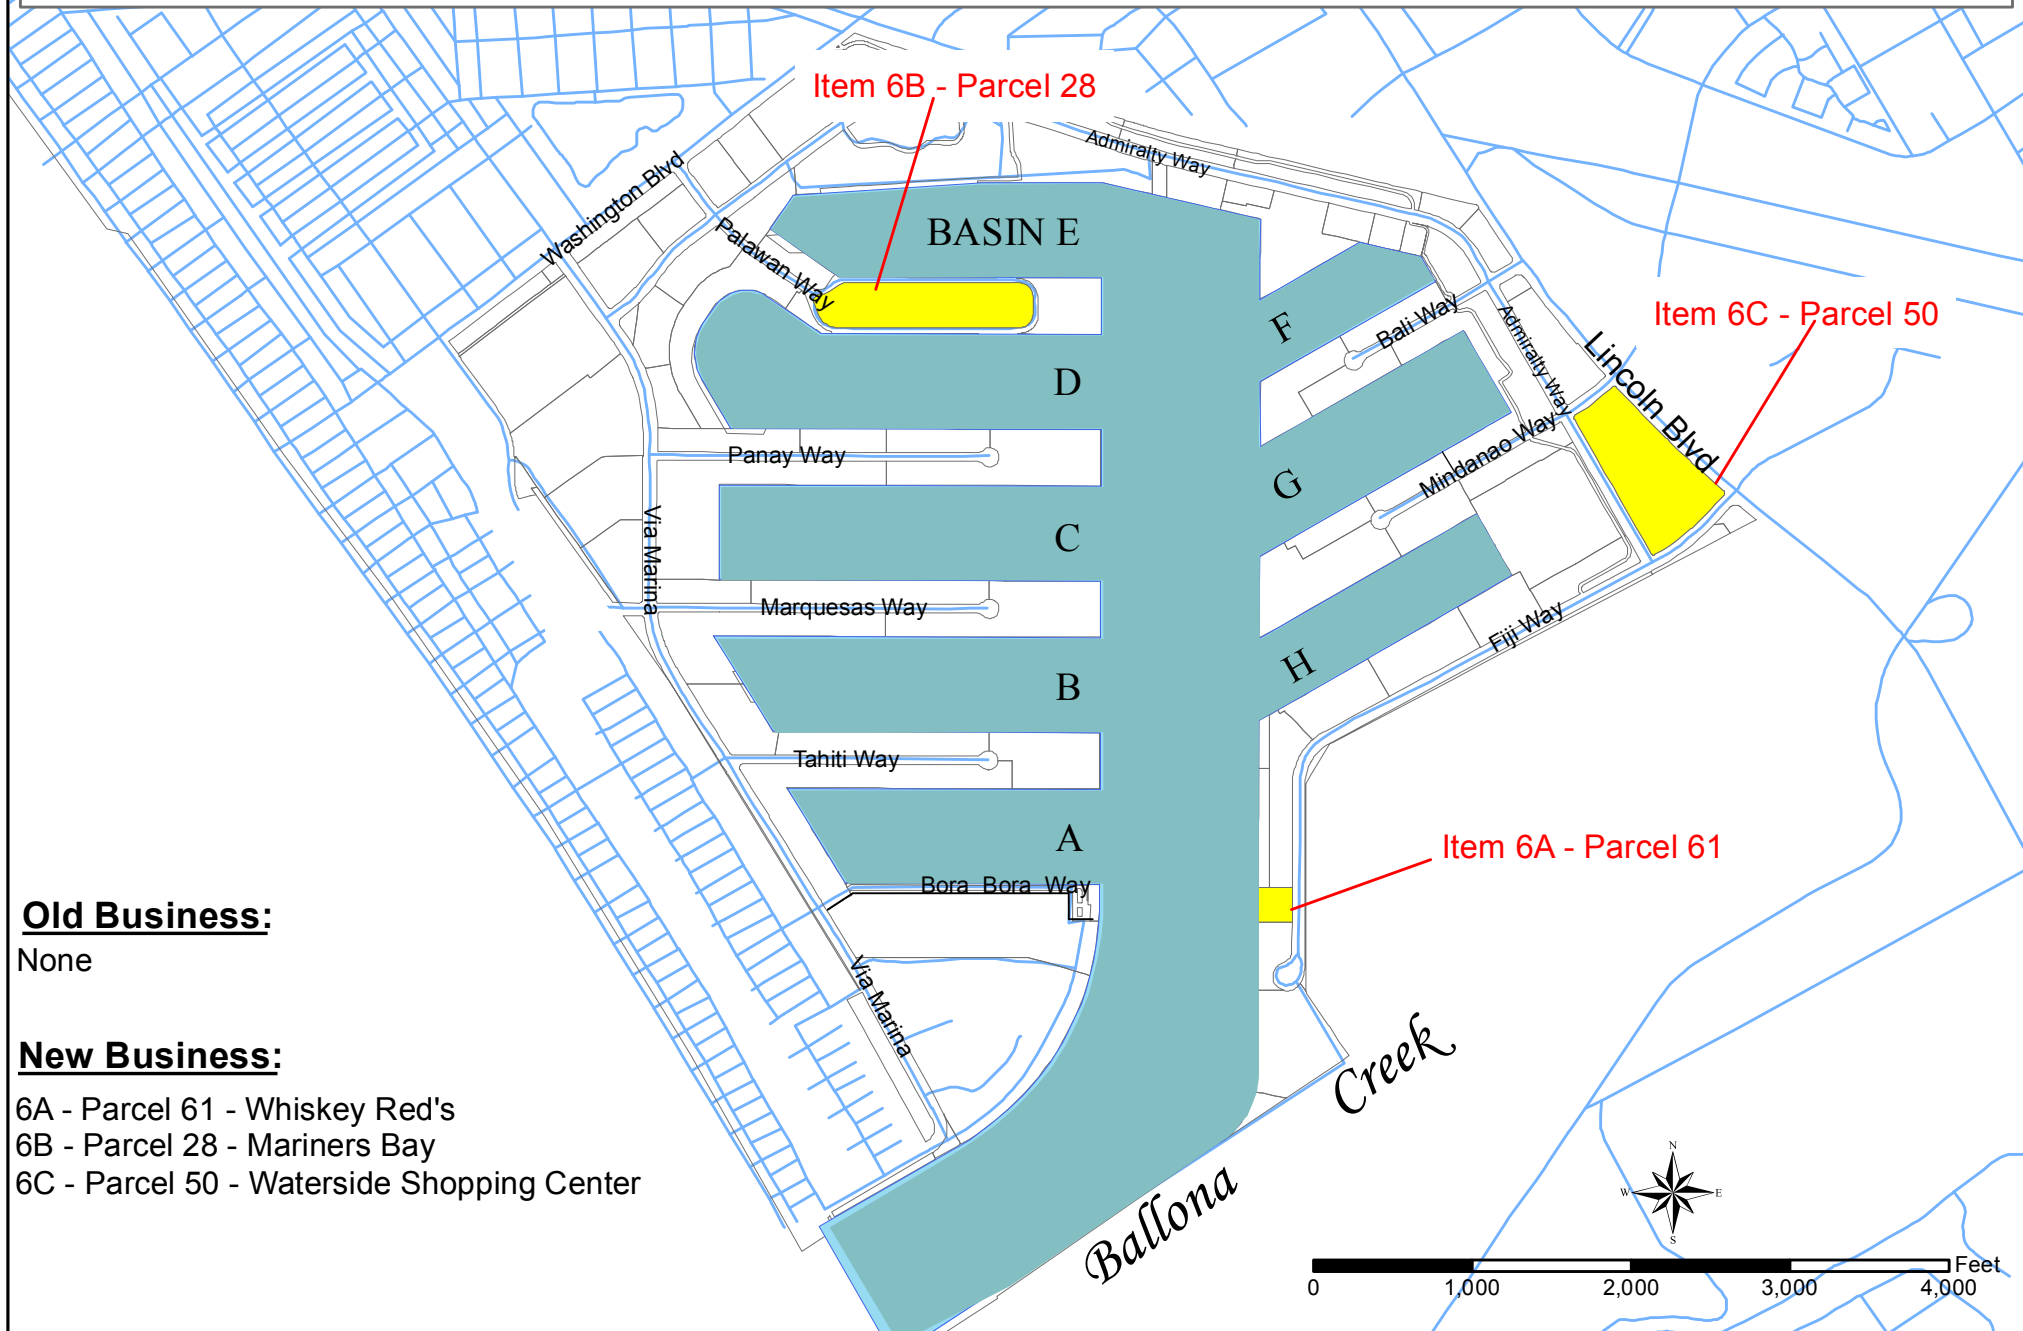 Item 6B - Parcel 28
Admiralty Way
Washington Blvd
Palawan Way
BASIN E
Item 6C - Parcel 50
F
Bali Way
Admiralty Way
Lincoln Blvd
D
Panay Way
G
Mindanao Way
C
Via Marina
Marquesas Way
Fiji Way
H
B
Tahiti Way
A
Item 6A - Parcel 61
Bora Bora Way
Old Business:
None
Via Marina
New Business:
6A - Parcel 61 - Whiskey Red's
6B - Parcel 28 - Mariners Bay
6C - Parcel 50 - Waterside Shopping Center
Ballona Creek
N
W E
S
Feet
0 1,000 2,000 3,000 4,000